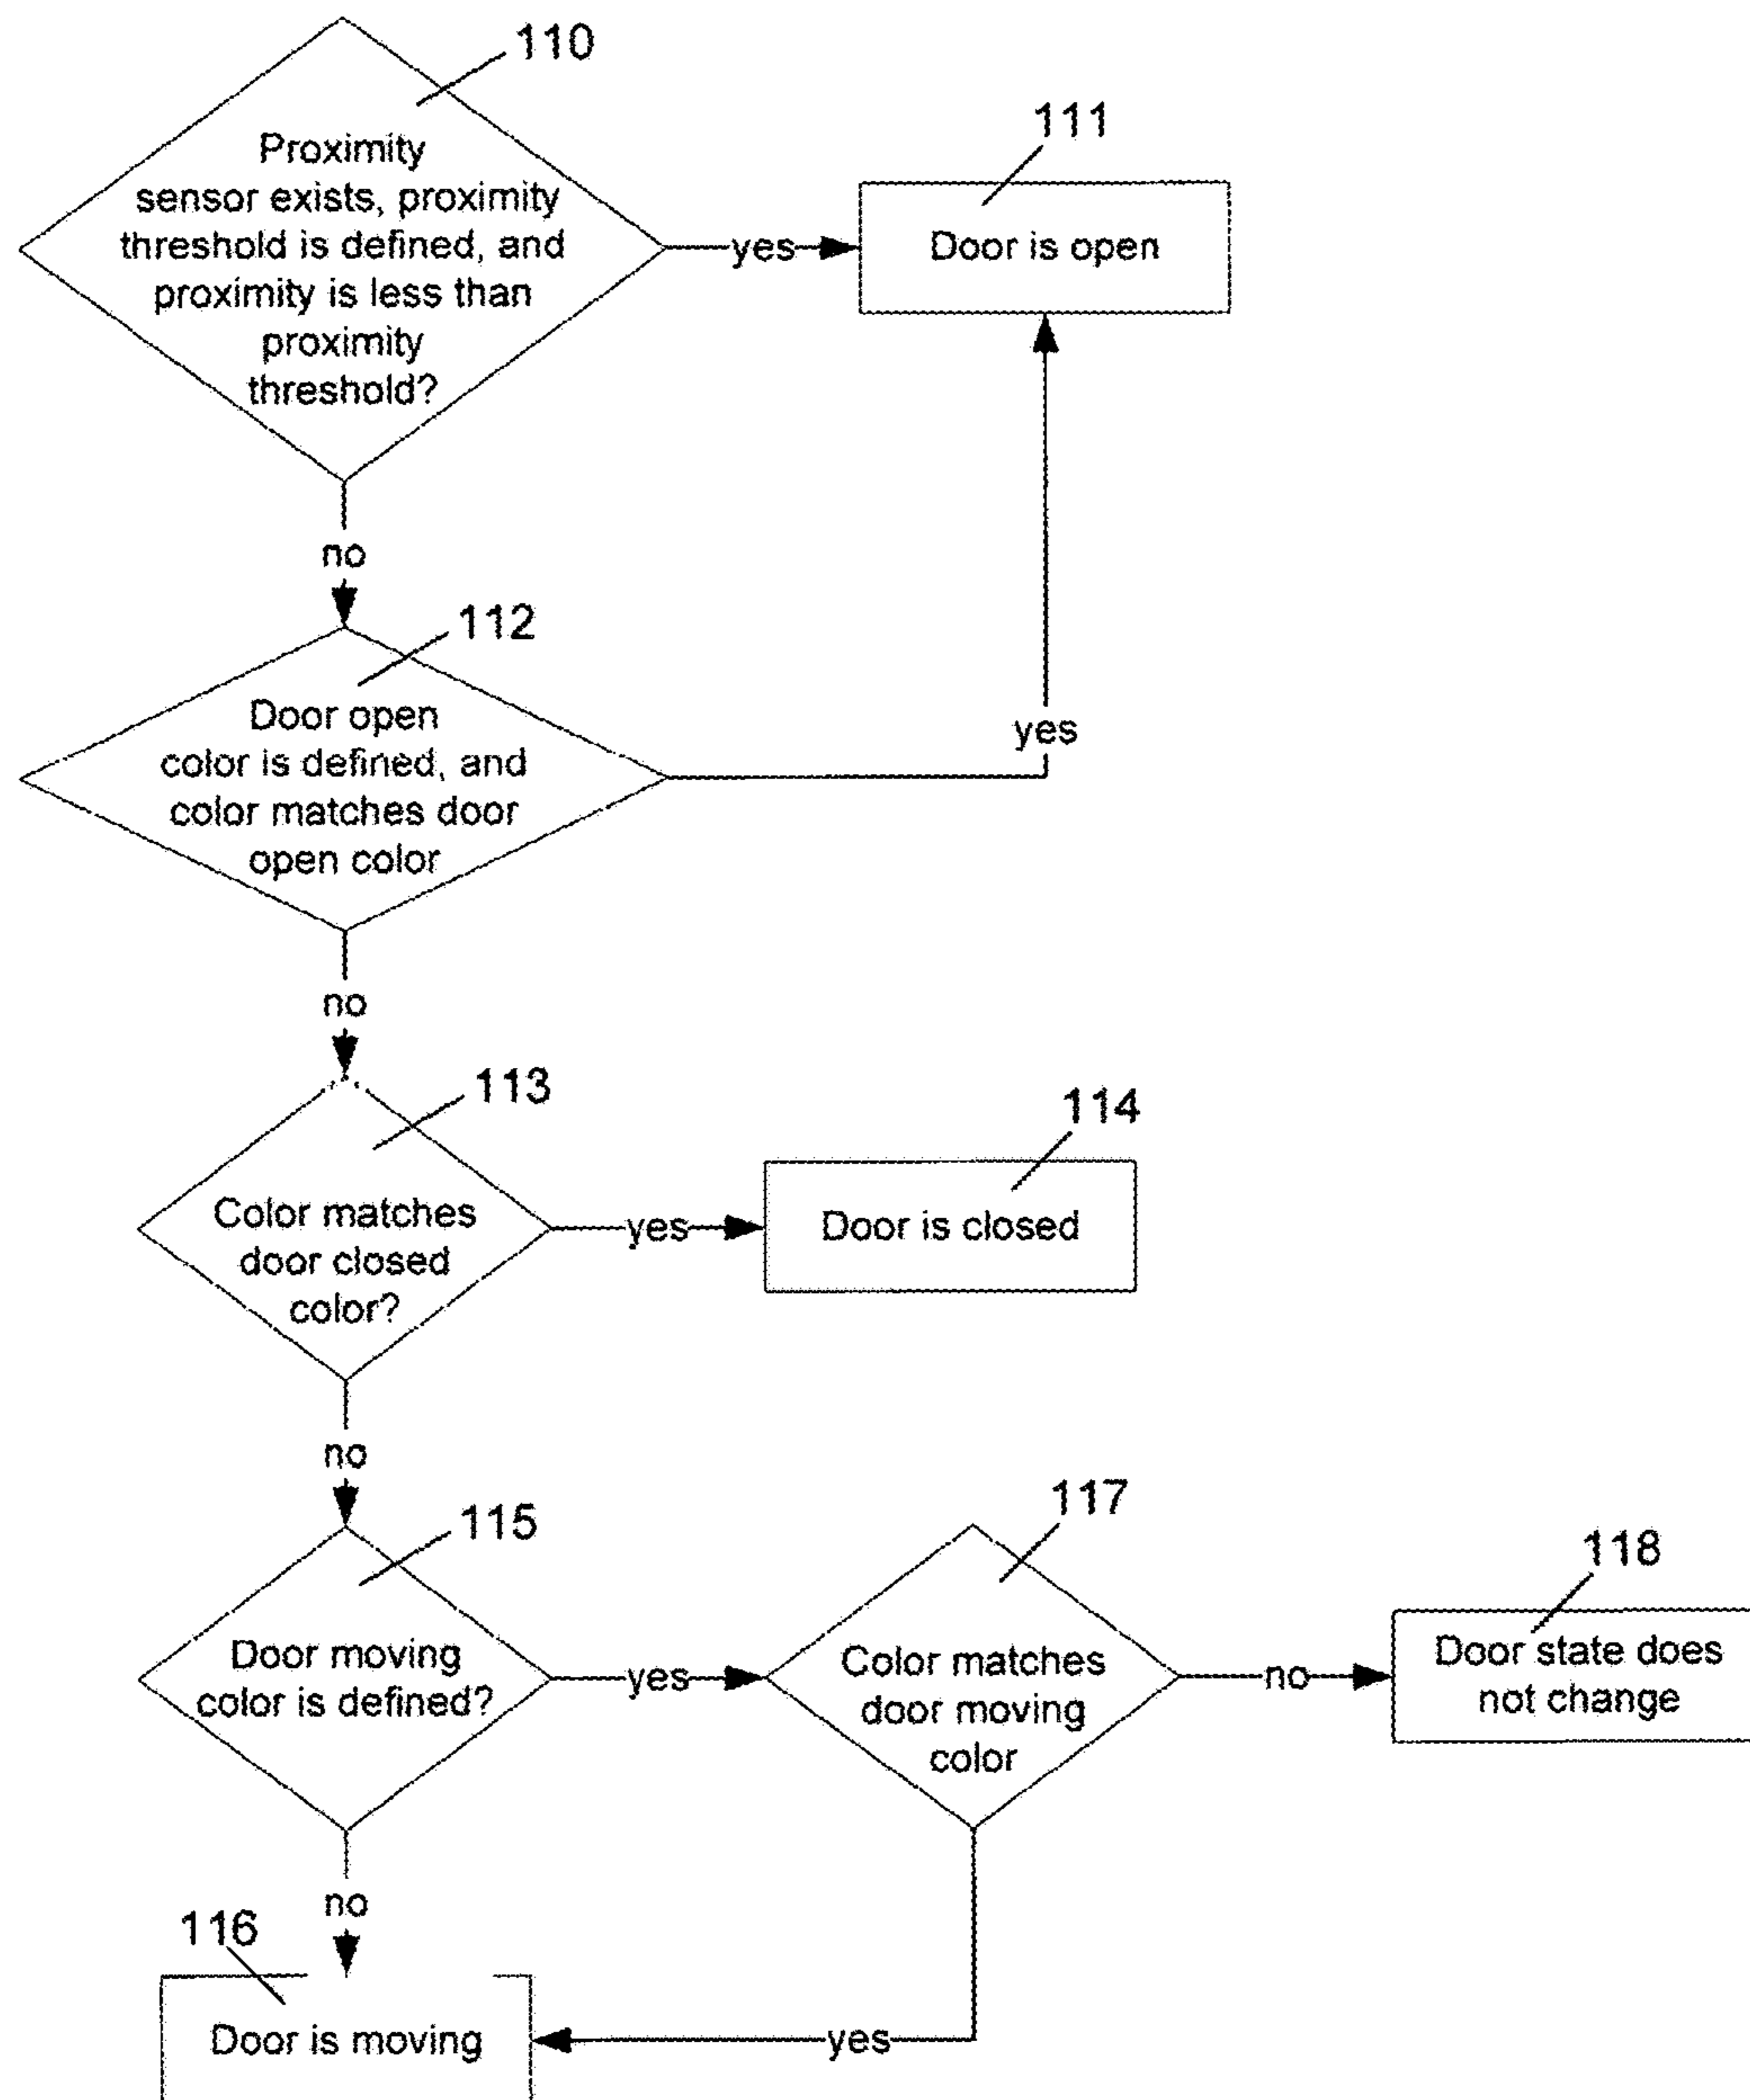 110
Proximity
sensor exists, proximity
threshold is defined, and
proximity is less than
proximity
threshold?
yes
111
Door is open
no
112
Door open
color is defined, and
color matches door
open color
yes
no
113
Color matches
door closed
color?
yes
114
Door is closed
no
115
Door moving
color is defined?
yes
117
Color matches
door moving
color
no
118
Door state does
not change
no
116
Door is moving
yes